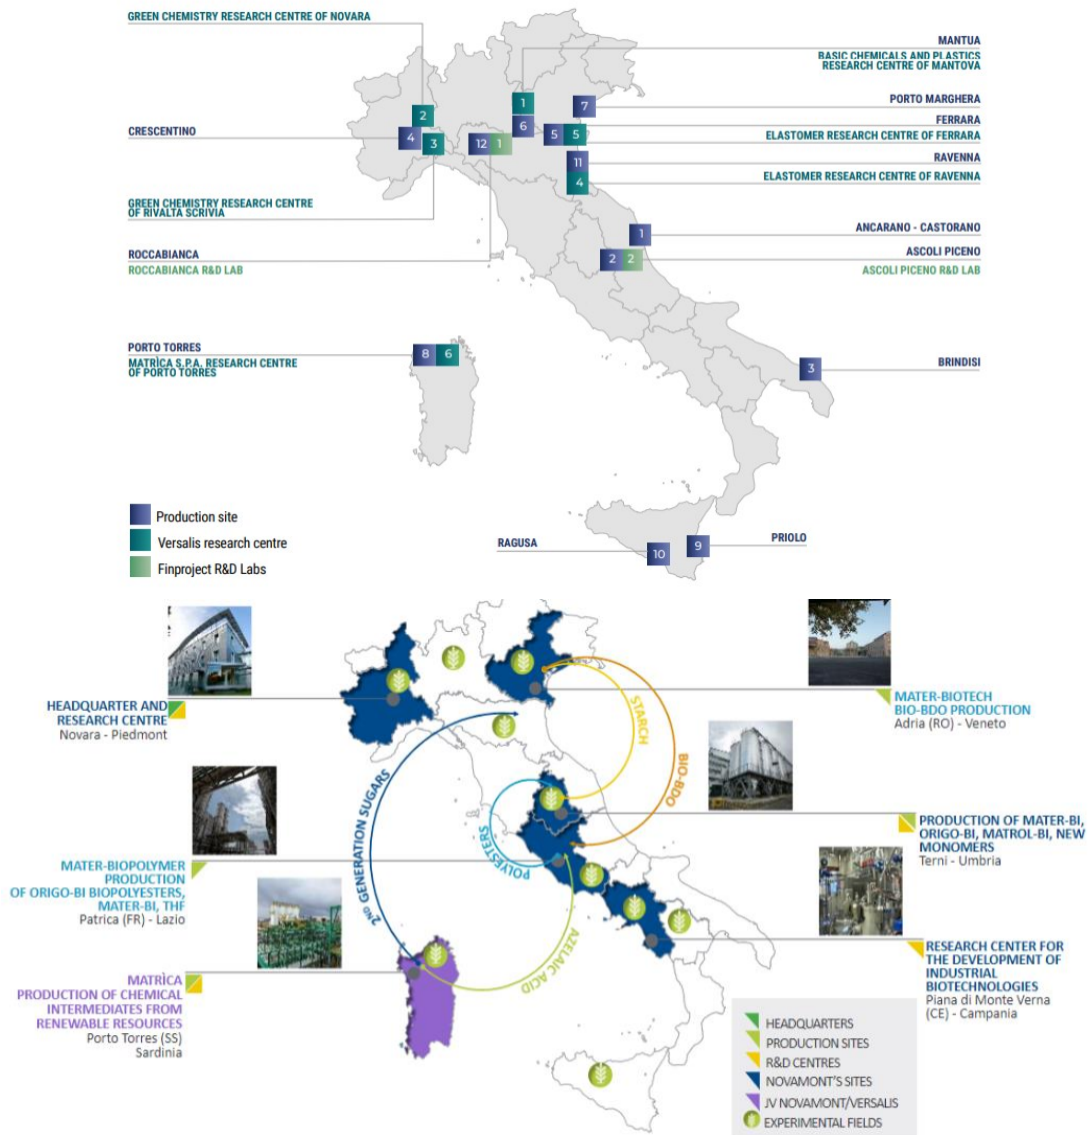 GREEN CHEMISTRY RESEARCH CENTRE OF NOVARA
MANTUA
BASIC CHEMICALS AND PLASTICS
RESEARCH CENTRE OF MANTOVA
1
PORTO MARGHERA
7
2
FERRARA
6
CRESCENTINO
4
5
5
ELASTOMER RESEARCH CENTRE OF FERRARA
3
12
1
RAVENNA
11
ELASTOMER RESEARCH CENTRE OF RAVENNA
4
GREEN CHEMISTRY RESEARCH CENTRE
OF RIVALTA SCRIVIA
ANCARANO - CASTORANO
1
ROCCABIANCA
ASCOLI PICENO
2
2
ROCCABIANCA R&D LAB
ASCOLI PICENO R&D LAB
PORTO TORRES
8
6
MATRÌCA S.P.A. RESEARCH CENTRE
OF PORTO TORRES
BRINDISI
3
Production site
Versalis research centre
Finproject R&D Labs
RAGUSA
10
9
PRIOLO
HEADQUARTER AND
RESEARCH CENTRE
Novara - Piedmont
MATER-BIOTECH
BIO-BDO PRODUCTION
Adria (RO) - Veneto
STARCH
BIO-BDO
2ND GENERATION SUGARS
POLYESTERS
AZELAIC ACID
PRODUCTION OF MATER-BI,
ORIGO-BI, MATROL-BI, NEW
MONOMERS
Terni - Umbria
MATER-BIOPOLYMER
PRODUCTION
OF ORIGO-BI BIOPOLYESTERS,
MATER-BI, THF
Patrica (FR) - Lazio
RESEARCH CENTER FOR
THE DEVELOPMENT OF
INDUSTRIAL
BIOTECHNOLOGIES
Piana di Monte Verna
(CE) - Campania
MATRÌCA
PRODUCTION OF CHEMICAL
INTERMEDIATES FROM
RENEWABLE RESOURCES
Porto Torres (SS)
Sardinia
HEADQUARTERS
PRODUCTION SITES
R&D CENTRES
NOVAMONT'S SITES
JV NOVAMONT/VERSALIS
EXPERIMENTAL FIELDS